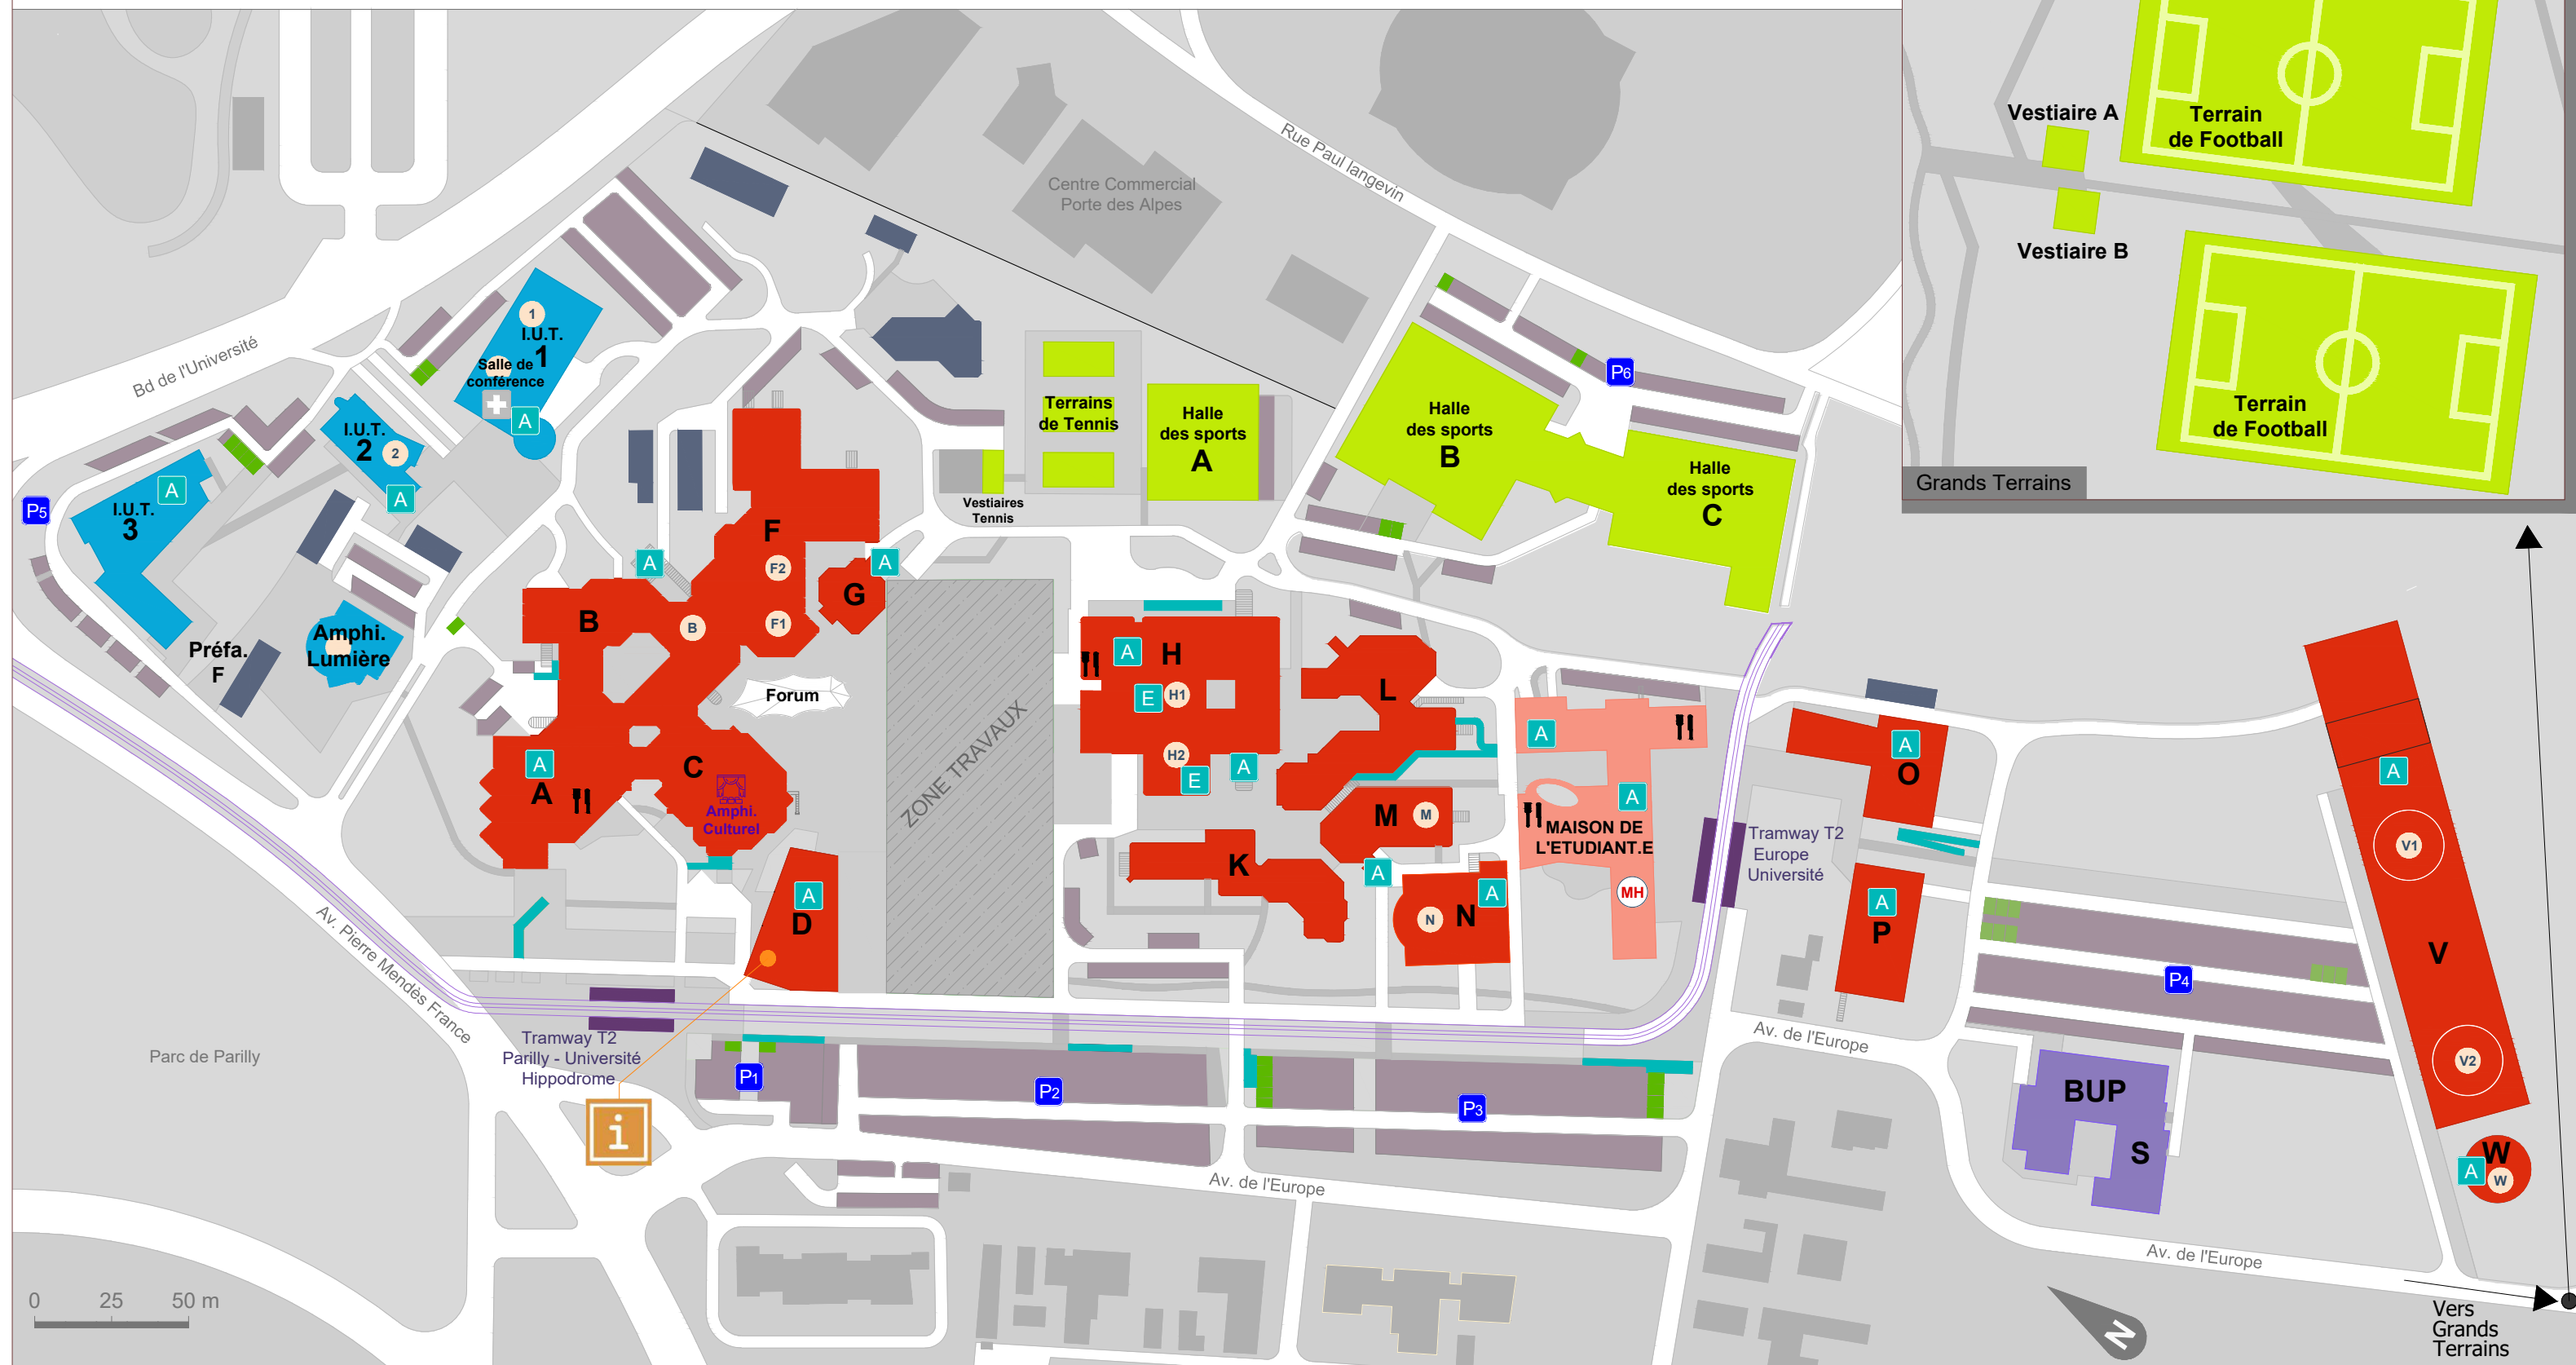 Rue Paul langevin
Centre Commercial
Porte des Alpes
Bd de l'Université
1
I.U.T.
1
Salle de
conférence
A
I.U.T.
2
2
A
I.U.T.
3
A
P5
Préfa.
F
Amphi.
Lumière
Terrains
de Tennis
Vestiaires
Tennis
Halle
des sports
A
Halle
des sports
B
Halle
des sports
C
P6
Vestiaire A
Vestiaire B
Terrain
de Football
Terrain
de Football
Grands Terrains
F
F2
F1
A
G
A
B
B
Forum
A
A
C
Amphi.
Culturel
A
D
ZONE TRAVAUX
A
H
E
H1
H2
E
A
L
M
M
K
A
N
N
A
A
A
MAISON DE
L'ETUDIANT.E
MH
Tramway T2
Europe
Université
A
O
A
P
A
V1
V
V2
P4
BUP
S
W
A
W
Av. Pierre Mendès France
Parc de Parilly
Tramway T2
Parilly - Université
Hippodrome
i
P1
P2
P3
Av. de l'Europe
Av. de l'Europe
Av. de l'Europe
0 25 50 m
N
Vers
Grands
Terrains